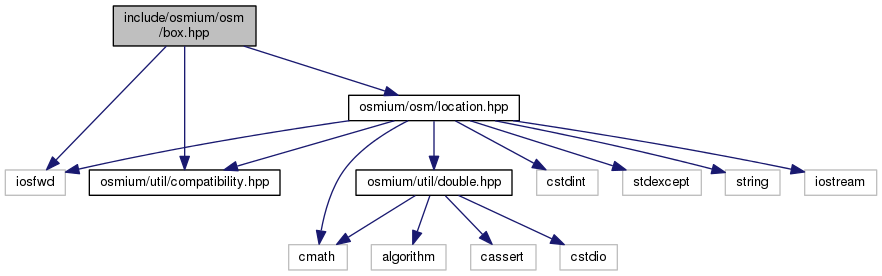 include/osmium/osm
/box.hpp
osmium/osm/location.hpp
iosfwd
osmium/util/compatibility.hpp
osmium/util/double.hpp
cstdint
stdexcept
string
iostream
cmath
algorithm
cassert
cstdio